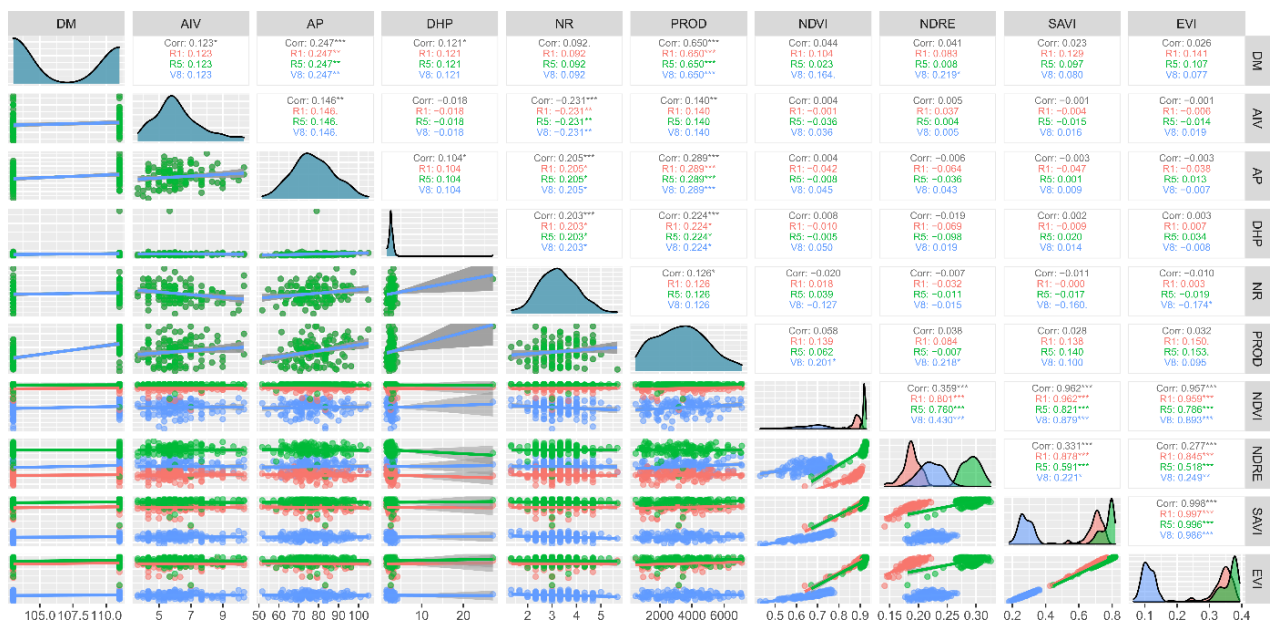 DM AIV AP DHP NR PROD NDVI NDRE SAVI EVI
Corr: 0.123* Corr: 0.247*** Corr: 0.121* Corr: 0.092. Corr: 0.650*** Corr: 0.044 Corr: 0.041 Corr: 0.023 Corr: 0.026
R1: 0.123 R1: 0.247** R1: 0.121 R1: 0.092 R1: 0.650*** R1: 0.104 R1: 0.083 R1: 0.129 R1: 0.141
R5: 0.123 R5: 0.247** R5: 0.121 R5: 0.092 R5: 0.650*** R5: 0.023 R5: 0.008 R5: 0.097 R5: 0.107
V8: 0.123 V8: 0.247** V8: 0.121 V8: 0.092 V8: 0.650*** V8: 0.164. V8: 0.219* V8: 0.080 V8: 0.077
DM
Corr: 0.146** Corr: −0.018 Corr: −0.231*** Corr: 0.140** Corr: 0.004 Corr: 0.005 Corr: −0.001 Corr: −0.001
R1: 0.146. R1: −0.018 R1: −0.231** R1: 0.140 R1: −0.001 R1: 0.037 R1: −0.004 R1: −0.006
R5: 0.146. R5: −0.018 R5: −0.231** R5: 0.140 R5: −0.036 R5: 0.004 R5: −0.015 R5: −0.014
V8: 0.146. V8: −0.018 V8: −0.231** V8: 0.140 V8: 0.036 V8: 0.005 V8: 0.016 V8: 0.019
AIV
Corr: 0.104* Corr: 0.205*** Corr: 0.289*** Corr: 0.004 Corr: −0.006 Corr: −0.003 Corr: −0.003
R1: 0.104 R1: 0.205* R1: 0.289*** R1: −0.042 R1: −0.064 R1: −0.047 R1: −0.038
R5: 0.104 R5: 0.205* R5: 0.289*** R5: −0.008 R5: −0.036 R5: 0.001 R5: 0.013
V8: 0.104 V8: 0.205* V8: 0.289*** V8: 0.045 V8: 0.043 V8: 0.009 V8: −0.007
AP
Corr: 0.203*** Corr: 0.224*** Corr: 0.008 Corr: −0.019 Corr: 0.002 Corr: 0.003
R1: 0.203* R1: 0.224* R1: −0.010 R1: −0.069 R1: −0.009 R1: 0.007
R5: 0.203* R5: 0.224* R5: −0.005 R5: −0.098 R5: 0.020 R5: 0.034
V8: 0.203* V8: 0.224* V8: 0.050 V8: 0.019 V8: 0.014 V8: −0.008
DHP
Corr: 0.126* Corr: −0.020 Corr: −0.007 Corr: −0.011 Corr: −0.010
R1: 0.126 R1: 0.018 R1: −0.032 R1: −0.000 R1: 0.003
R5: 0.126 R5: 0.039 R5: −0.011 R5: −0.017 R5: −0.019
V8: 0.126 V8: −0.127 V8: −0.015 V8: −0.160. V8: −0.174*
NR
Corr: 0.058 Corr: 0.038 Corr: 0.028 Corr: 0.032
R1: 0.139 R1: 0.084 R1: 0.138 R1: 0.150.
R5: 0.062 R5: −0.007 R5: 0.140 R5: 0.153.
V8: 0.201* V8: 0.218* V8: 0.100 V8: 0.095
PROD
Corr: 0.359*** Corr: 0.962*** Corr: 0.957***
R1: 0.801*** R1: 0.962*** R1: 0.959***
R5: 0.760*** R5: 0.821*** R5: 0.786***
V8: 0.430*** V8: 0.879*** V8: 0.893***
NDVI
Corr: 0.331*** Corr: 0.277***
R1: 0.878*** R1: 0.845***
R5: 0.591*** R5: 0.518***
V8: 0.221* V8: 0.249**
NDRE
Corr: 0.998***
R1: 0.997***
R5: 0.996***
V8: 0.986***
SAVI
EVI
105.0 107.5 110.0 5 7 9 50 60 70 80 90 100 10 20 2 3 4 5 2000 4000 6000 0.5 0.6 0.7 0.8 0.9 0.15 0.20 0.25 0.30 0.2 0.4 0.6 0.8 0.1 0.2 0.3 0.4